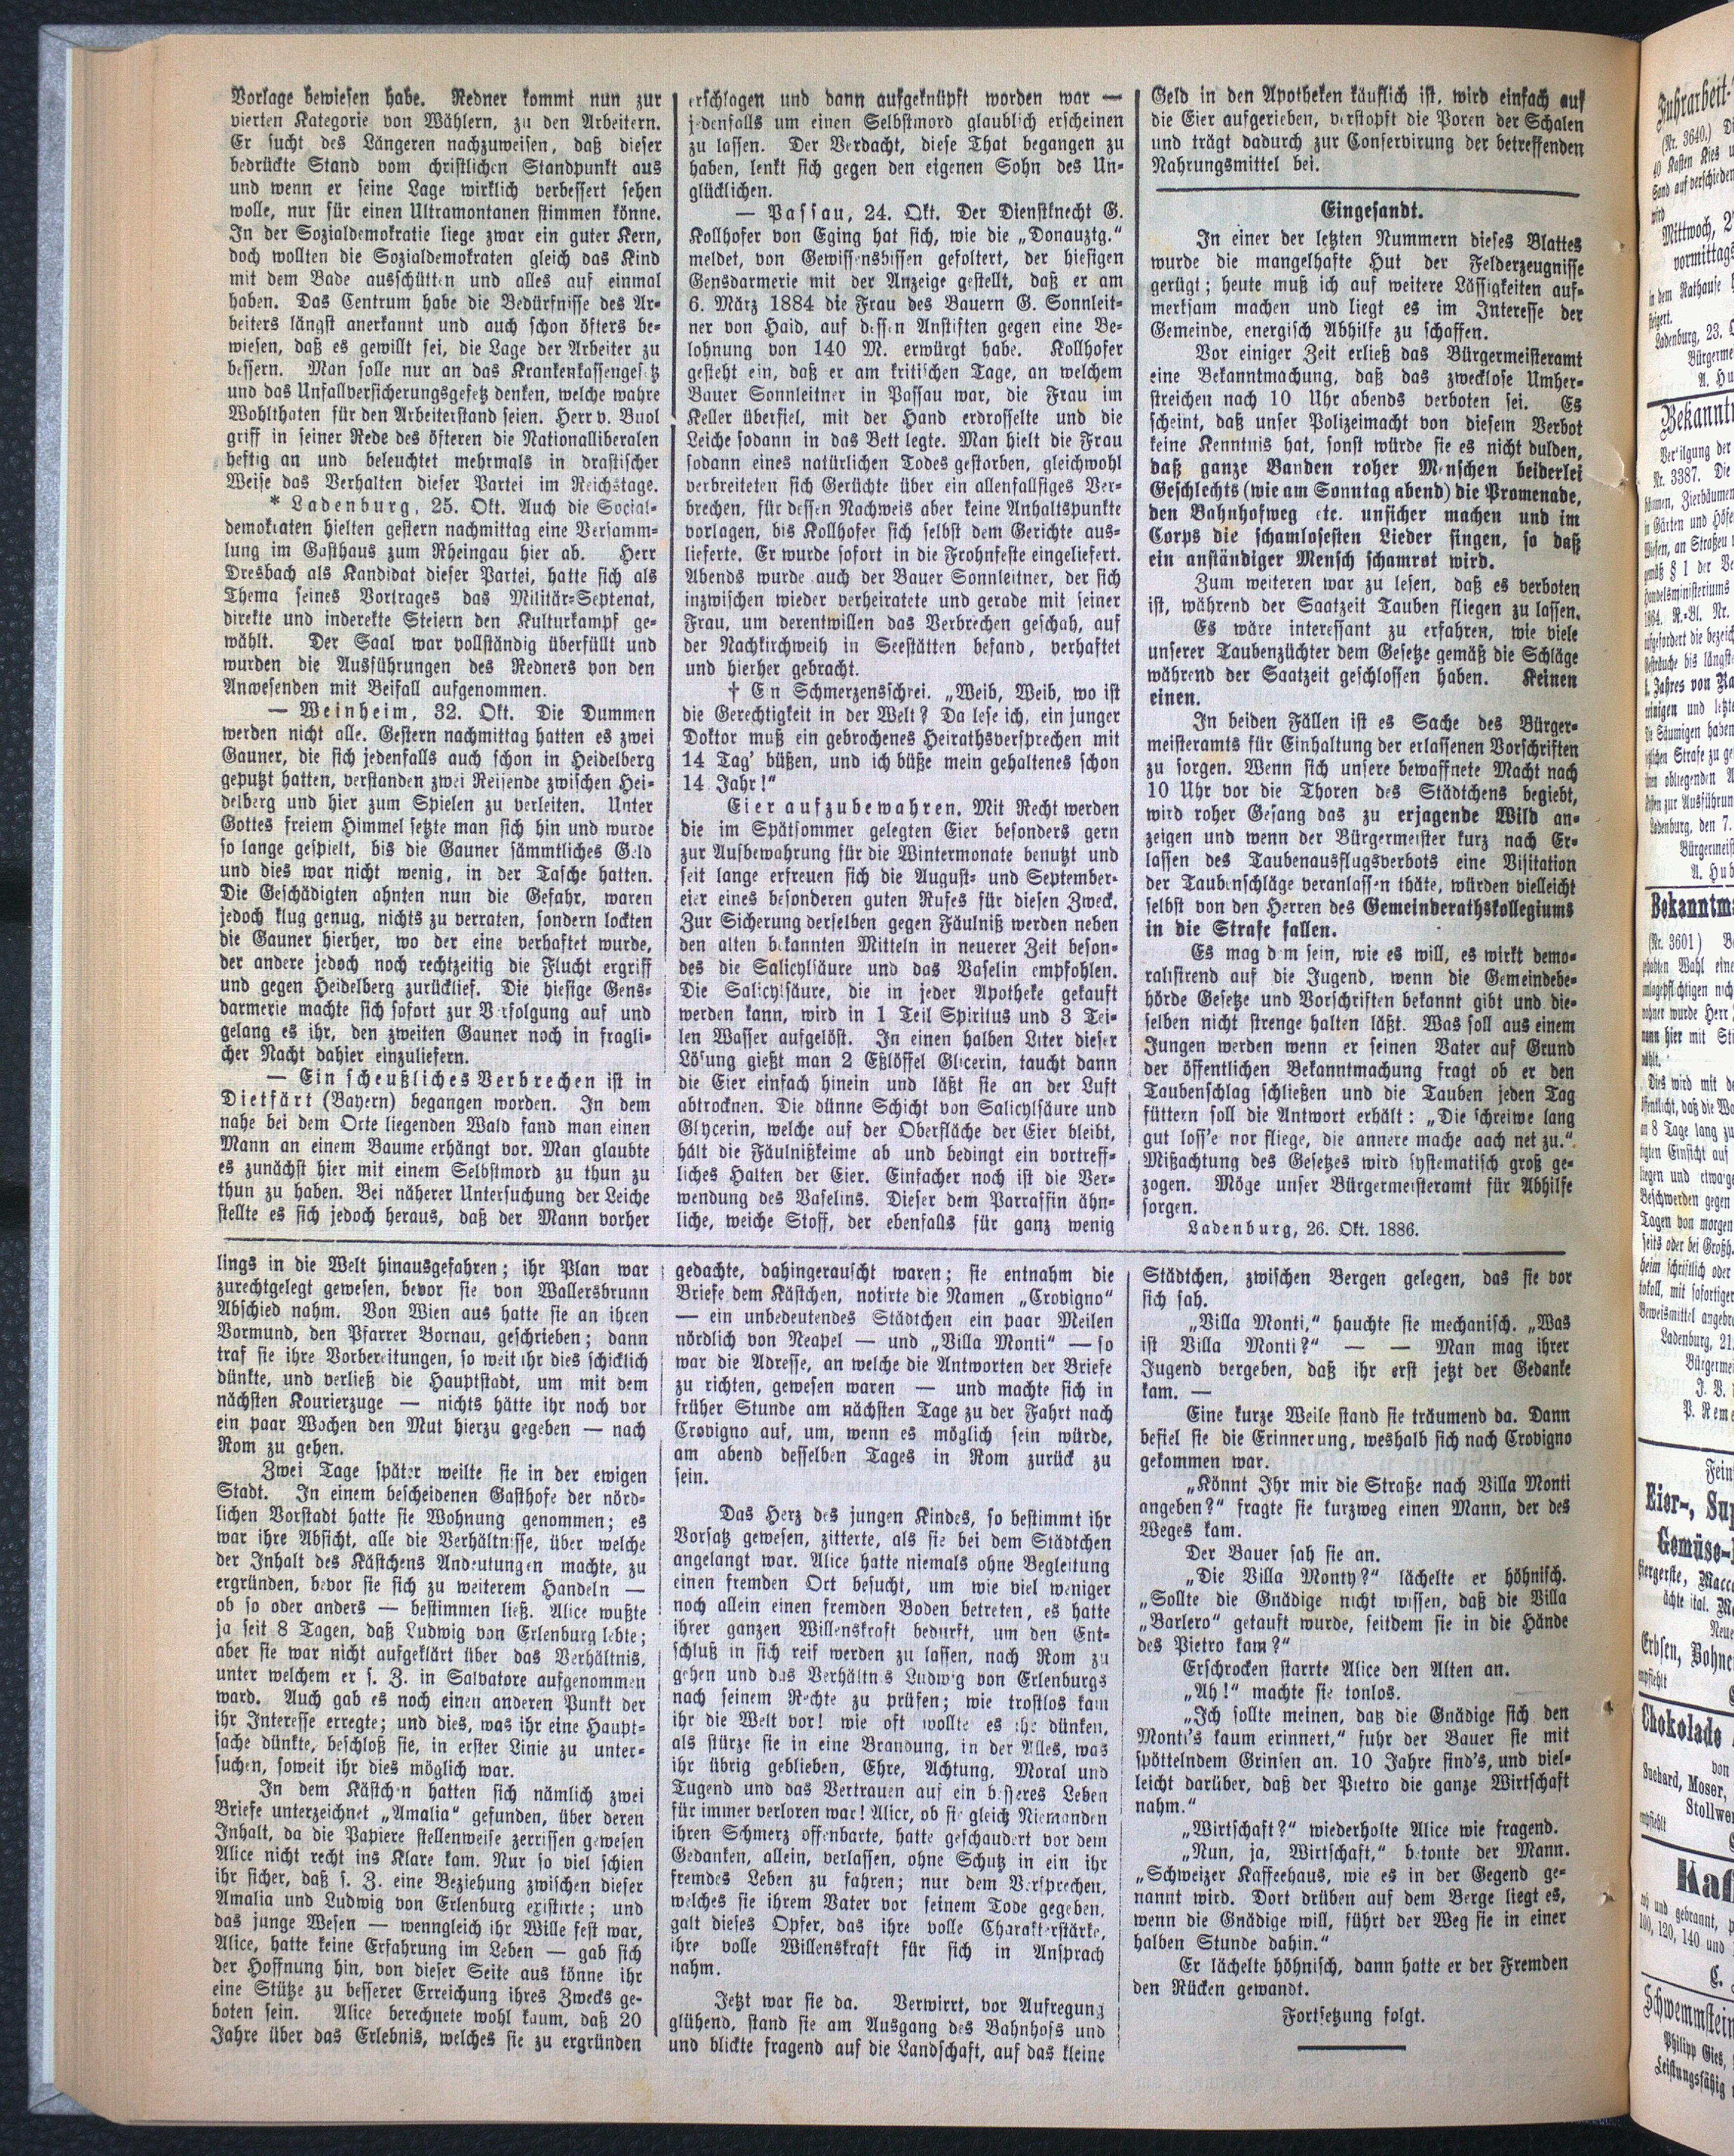 Vorlage bewiesen habe. Redner kommt nun zur
vierten Kategorie von Wählern, zu den Arbeitern.
Er sucht des Längeren nachzuweisen, daß dieser
bedrückte Stand vom christlichen Standpunkt aus
und wenn er seine Lage wirklich verbessert sehen
wolle, nur für einen Ultramontanen stimmen könne.
In der Sozialdemokratie liege zwar ein guter Kern,
doch wollten die Sozialdemokraten gleich das Kind
mit dem Bade ausschütten und alles auf einmal
haben. Das Centrum habe die Bedürfnisse des Ar-
beiters längst anerkannt und auch schon öfters be-
wiesen, daß es gewillt sei, die Lage der Arbeiter zu
bessern. Man solle nur an das Krankenkassengesetz
und das Unfallversicherungsgesetz denken, welche wahre
Wohlthaten für den Arbeiterstand seien. Herr v. Buol
griff in seiner Rede des öfteren die Nationalliberalen
heftig an und beleuchtet mehrmals in drastischer
Weise das Verhalten dieser Partei im Reichstage.
* Ladenburg, 25. Okt. Auch die Social-
demokraten hielten gestern nachmittag eine Versamm-
lung im Gasthaus zum Rheingau hier ab. Herr
Dresbach als Kandidat dieser Partei, hatte sich als
Thema seines Vortrages das Militär-Septenat,
direkte und inderekte Steiern den Kulturkampf ge-
wählt. Der Saal war vollständig überfüllt und
wurden die Ausführungen des Redners von den
Anwesenden mit Beifall aufgenommen.
— Weinheim, 32. Okt. Die Dummen
werden nicht alle. Gestern nachmittag hatten es zwei
Gauner, die sich jedenfalls auch schon in Heidelberg
geputzt hatten, verstanden zwei Reisende zwischen Hei-
delberg und hier zum Spielen zu verleiten. Unter
Gottes freiem Himmel setzte man sich hin und wurde
so lange gespielt, bis die Gauner sämmtliches Geld
und dies war nicht wenig, in der Tasche hatten.
Die Geschädigten ahnten nun die Gefahr, waren
jedoch klug genug, nichts zu verraten, sondern lockten
die Gauner hierher, wo der eine verhaftet wurde,
der andere jedoch noch rechtzeitig die Flucht ergriff
und gegen Heidelberg zurücklief. Die hiesige Gens-
darmerie machte sich sofort zur Verfolgung auf und
gelang es ihr, den zweiten Gauner noch in fragli-
cher Nacht dahier einzuliefern.
— Ein scheußliches Verbrechen ist in
Dietfärt (Bayern) begangen worden. In dem
nahe bei dem Orte liegenden Wald fand man einen
Mann an einem Baume erhängt vor. Man glaubte
es zunächst hier mit einem Selbstmord zu thun zu
thun zu haben. Bei näherer Untersuchung der Leiche
stellte es sich jedoch heraus, daß der Mann vorher
erschlagen und dann aufgeknüpft worden war —
jedenfalls um einen Selbstmord glaublich erscheinen
zu lassen. Der Verdacht, diese That begangen zu
haben, lenkt sich gegen den eigenen Sohn des Un-
glücklichen.
— Passau, 24. Okt. Der Dienstknecht G.
Kollhofer von Eging hat sich, wie die „Donauztg.“
meldet, von Gewissensbissen gefoltert, der hiesigen
Gensdarmerie mit der Anzeige gestellt, daß er am
6. März 1884 die Frau des Bauern G. Sonnleit-
ner von Haid, auf dessen Anstiften gegen eine Be-
lohnung von 140 M. erwürgt habe. Kollhofer
gesteht ein, daß er am kritischen Tage, an welchem
Bauer Sonnleitner in Passau war, die Frau im
Keller überfiel, mit der Hand erdrosselte und die
Leiche sodann in das Bett legte. Man hielt die Frau
sodann eines natürlichen Todes gestorben, gleichwohl
verbreiteten sich Gerüchte über ein allenfallsiges Ver-
brechen, für dessen Nachweis aber keine Anhaltspunkte
vorlagen, bis Kollhofer sich selbst dem Gerichte aus-
lieferte. Er wurde sofort in die Frohnfeste eingeliefert.
Abends wurde auch der Bauer Sonnleitner, der sich
inzwischen wieder verheiratete und gerade mit seiner
Frau, um derentwillen das Verbrechen geschah, auf
der Nachkirchweih in Seestätten befand, verhaftet
und hierher gebracht.
† En Schmerzensschrei. „Weib, Weib, wo ist
die Gerechtigkeit in der Welt? Da lese ich, ein junger
Doktor muß ein gebrochenes Heirathsversprechen mit
14 Tag' büßen, und ich büße mein gehaltenes schon
14 Jahr!“
Eier aufzubewahren. Mit Recht werden
die im Spätsommer gelegten Eier besonders gern
zur Aufbewahrung für die Wintermonate benutzt und
seit lange erfreuen sich die August- und September-
eier eines besonderen guten Rufes für diesen Zweck.
Zur Sicherung derselben gegen Fäulniß werden neben
den alten bekannten Mitteln in neuerer Zeit beson-
des die Salicylsäure und das Vaselin empfohlen.
Die Salicylsäure, die in jeder Apotheke gekauft
werden kann, wird in 1 Teil Spiritus und 3 Tei-
len Wasser aufgelöst. In einen halben Liter dieser
Lösung gießt man 2 Eßlöffel Glicerin, taucht dann
die Eier einfach hinein und läßt sie an der Luft
abtrocknen. Die dünne Schicht von Salicylsäure und
Glycerin, welche auf der Oberfläche der Eier bleibt,
hält die Fäulnißkeime ab und bedingt ein vortreff-
liches Halten der Eier. Einfacher noch ist die Ver-
wendung des Vaselins. Dieser dem Parraffin ähn-
liche, weiche Stoff, der ebenfalls für ganz wenig
Geld in den Apotheken käuflich ist, wird einfach auf
die Eier aufgerieben, verstopft die Poren der Schalen
und trägt dadurch zur Conservirung der betreffenden
Nahrungsmittel bei.
Eingesandt.
In einer der letzten Nummern dieses Blattes
wurde die mangelhafte Hut der Felderzeugnisse
gerügt; heute muß ich auf weitere Lässigkeiten auf-
merksam machen und liegt es im Interesse der
Gemeinde, energisch Abhilfe zu schaffen.
Vor einiger Zeit erließ das Bürgermeisteramt
eine Bekanntmachung, daß das zwecklose Umher-
streichen nach 10 Uhr abends verboten sei. Es
scheint, daß unser Polizeimacht von diesem Verbot
keine Kenntnis hat, sonst würde sie es nicht dulden,
daß ganze Banden roher Menschen beiderlei
Geschlechts (wie am Sonntag abend) die Promenade,
den Bahnhofweg etc. unsicher machen und im
Corps die schamlosesten Lieder singen, so daß
ein anständiger Mensch schamrot wird.
Zum weiteren war zu lesen, daß es verboten
ist, während der Saatzeit Tauben fliegen zu lassen.
Es wäre interessant zu erfahren, wie viele
unserer Taubenzüchter dem Gesetze gemäß die Schläge
während der Saatzeit geschlossen haben. Keinen
einen.
In beiden Fällen ist es Sache des Bürger-
meisteramts für Einhaltung der erlassenen Vorschriften
zu sorgen. Wenn sich unsere bewaffnete Macht nach
10 Uhr vor die Thoren des Städtchens begiebt,
wird roher Gesang das zu erjagende Wild an-
zeigen und wenn der Bürgermeister kurz nach Er-
lassen des Taubenausflugsverbots eine Visitation
der Taubenschläge veranlassen thäte, würden vielleicht
selbst von den Herren des Gemeinderathskollegiums
in die Strafe fallen.
Es mag dem sein, wie es will, es wirkt demo-
ralisirend auf die Jugend, wenn die Gemeindebe-
hörde Gesetze und Vorschriften bekannt gibt und die-
selben nicht strenge halten läßt. Was soll aus einem
Jungen werden wenn er seinen Vater auf Grund
der öffentlichen Bekanntmachung fragt ob er den
Taubenschlag schließen und die Tauben jeden Tag
füttern soll die Antwort erhält: „Die schreiwe lang
gut loss'e nor fliege, die annere mache aach net zu.“
Mißachtung des Gesetzes wird systematisch groß ge-
zogen. Möge unser Bürgermeisteramt für Abhilfe
sorgen.
Ladenburg, 26. Okt. 1886.
lings in die Welt hinausgefahren; ihr Plan war
zurechtgelegt gewesen, bevor sie von Wallersbrunn
Abschied nahm. Von Wien aus hatte sie an ihren
Vormund, den Pfarrer Bornau, geschrieben; dann
traf sie ihre Vorbereitungen, so weit ihr dies schicklich
dünkte, und verließ die Hauptstadt, um mit dem
nächsten Kourierzuge — nichts hätte ihr noch vor
ein paar Wochen den Mut hierzu gegeben — nach
Rom zu gehen.
Zwei Tage später weilte sie in der ewigen
Stadt. In einem bescheidenen Gasthofe der nörd-
lichen Vorstadt hatte sie Wohnung genommen; es
war ihre Absicht, alle die Verhältnisse, über welche
der Inhalt des Kästchens Andeutungen machte, zu
ergründen, bevor sie sich zu weiterem Handeln —
ob so oder anders — bestimmen ließ. Alice wußte
ja seit 8 Tagen, daß Ludwig von Erlenburg lebte;
aber sie war nicht aufgeklärt über das Verhältnis,
unter welchem er s. Z. in Salvatore aufgenommen
ward. Auch gab es noch einen anderen Punkt der
ihr Interesse erregte; und dies, was ihr eine Haupt-
sache dünkte, beschloß sie, in erster Linie zu unter-
suchen, soweit ihr dies möglich war.
In dem Kästchen hatten sich nämlich zwei
Briefe unterzeichnet „Amalia“ gefunden, über deren
Inhalt, da die Papiere stellenweise zerrissen gewesen
Alice nicht recht ins Klare kam. Nur so viel schien
ihr sicher, daß s. Z. eine Beziehung zwischen dieser
Amalia und Ludwig von Erlenburg existirte; und
das junge Wesen — wenngleich ihr Wille fest war,
Alice, hatte keine Erfahrung im Leben — gab sich
der Hoffnung hin, von dieser Seite aus könne ihr
eine Stütze zu besserer Erreichung ihres Zwecks ge-
boten sein. Alice berechnete wohl kaum, daß 20
Jahre über das Erlebnis, welches sie zu ergründen
gedachte, dahingerauscht waren; sie entnahm die
Briefe dem Kästchen, notirte die Namen „Crovigno“
— ein unbedeutendes Städtchen ein paar Meilen
nördlich von Neapel — und „Villa Monti“ — so
war die Adresse, an welche die Antworten der Briefe
zu richten, gewesen waren — und machte sich in
früher Stunde am nächsten Tage zu der Fahrt nach
Crovigno auf, um, wenn es möglich sein würde,
am abend desselben Tages in Rom zurück zu
sein.
Das Herz des jungen Kindes, so bestimmt ihr
Vorsatz gewesen, zitterte, als sie bei dem Städtchen
angelangt war. Alice hatte niemals ohne Begleitung
einen fremden Ort besucht, um wie viel weniger
noch allein einen fremden Boden betreten, es hatte
ihrer ganzen Willenskraft bedurft, um den Ent-
schluß in sich reif werden zu lassen, nach Rom zu
gehen und das Verhältnis Ludwig von Erlenburgs
nach seinem Rechte zu prüfen; wie trostlos kam
ihr die Welt vor! wie oft wollte es ihr dünken,
als stürze sie in eine Brandung, in der Alles, was
ihr übrig geblieben, Ehre, Achtung, Moral und
Tugend und das Vertrauen auf ein besseres Leben
für immer verloren war! Alice, ob sie gleich Niemanden
ihren Schmerz offenbarte, hatte geschaudert vor dem
Gedanken, allein, verlassen, ohne Schutz in ein ihr
fremdes Leben zu fahren; nur dem Versprechen,
welches sie ihrem Vater vor seinem Tode gegeben,
galt dieses Opfer, das ihre volle Charakterstärke,
ihre volle Willenskraft für sich in Ansprach
nahm.
Jetzt war sie da. Verwirrt, vor Aufregung
glühend, stand sie am Ausgang des Bahnhofs und
und blickte fragend auf die Landschaft, auf das kleine
Städtchen, zwischen Bergen gelegen, das sie vor
sich sah.
„Villa Monti,“ hauchte sie mechanisch. „Was
ist Villa Monti?“ — — Man mag ihrer
Jugend vergeben, daß ihr erst jetzt der Gedanke
kam. —
Eine kurze Weile stand sie träumend da. Dann
befiel sie die Erinnerung, weshalb sich nach Crovigno
gekommen war.
„Könnt Ihr mir die Straße nach Villa Monti
angeben?“ fragte sie kurzweg einen Mann, der des
Weges kam.
Der Bauer sah sie an.
„Die Villa Monty?“ lächelte er höhnisch.
„Sollte die Gnädige nicht wissen, daß die Villa
„Barlero“ getauft wurde, seitdem sie in die Hände
des Pietro kam?“
Erschrocken starrte Alice den Alten an.
„Ah!“ machte sie tonlos.
„Ich sollte meinen, daß die Gnädige sich den
Monti's kaum erinnert,“ fuhr der Bauer sie mit
spöttelndem Grinsen an. 10 Jahre sind's, und viel-
leicht darüber, daß der Pietro die ganze Wirtschaft
nahm.“
„Wirtschaft?“ wiederholte Alice wie fragend.
„Nun, ja, Wirtschaft,“ betonte der Mann.
„Schweizer Kaffeehaus, wie es in der Gegend ge-
nannt wird. Dort drüben auf dem Berge liegt es,
wenn die Gnädige will, führt der Weg sie in einer
halben Stunde dahin.“
Er lächelte höhnisch, dann hatte er der Fremden
den Rücken gewandt.
Fortsetzung folgt.